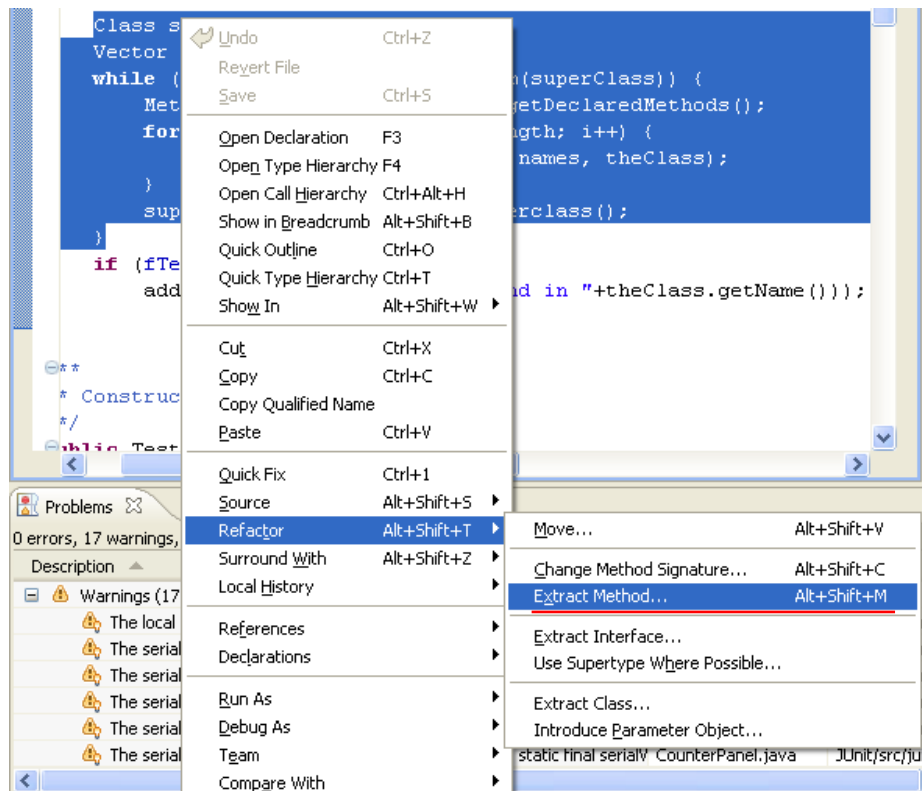 Class s
Vector
while ( (superClass)) {
Met getDeclaredMethods();
for ngth; i++) {
names, theClass);
}
sup erclass();
}
if (fTe
add nd in "+theClass.getName()));
**
* Construc
*/
public Test
Undo Ctrl+Z
Revert File
Save Ctrl+S
Open Declaration F3
Open Type Hierarchy F4
Open Call Hierarchy Ctrl+Alt+H
Show in Breadcrumb Alt+Shift+B
Quick Outline Ctrl+O
Quick Type Hierarchy Ctrl+T
Show In Alt+Shift+W
Cut Ctrl+X
Copy Ctrl+C
Copy Qualified Name
Paste Ctrl+V
Quick Fix Ctrl+1
Source Alt+Shift+S
Refactor Alt+Shift+T
Surround With Alt+Shift+Z
Local History
References
Declarations
Run As
Debug As
Team
Compare With
Move... Alt+Shift+V
Change Method Signature... Alt+Shift+C
Extract Method... Alt+Shift+M
Extract Interface...
Use Supertype Where Possible...
Extract Class...
Introduce Parameter Object...
Problems
0 errors, 17 warnings,
Description
Warnings (17
The local
The serial
The serial
The serial
The serial
The serial static final serialV CounterPanel.java JUnit/src/ju